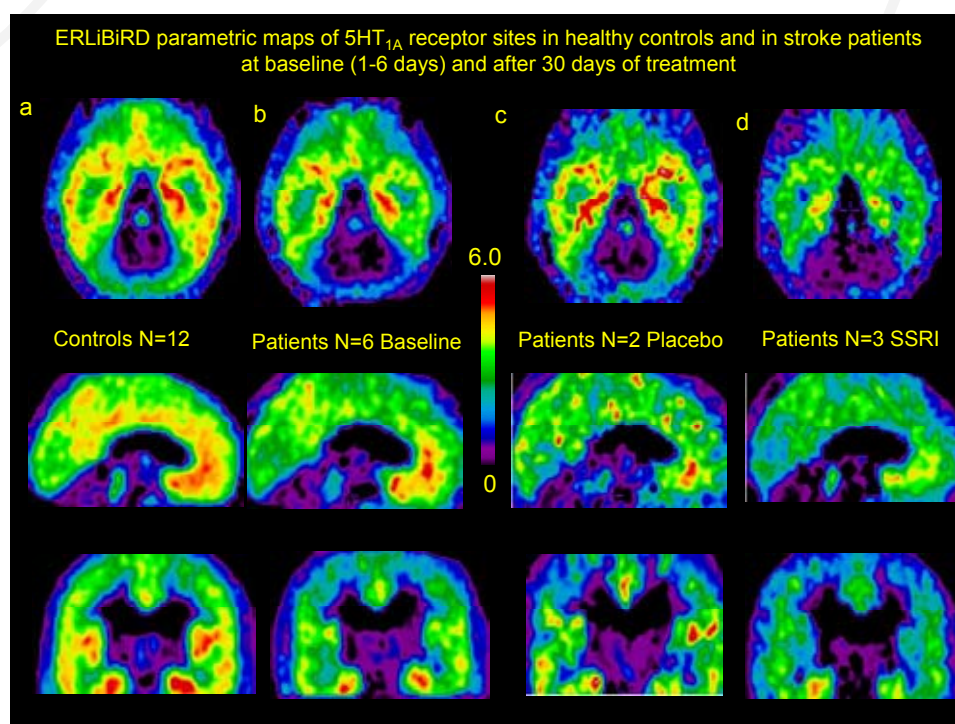 ERLiBiRD parametric maps of 5HT1A receptor sites in healthy controls and in stroke patients
at baseline (1-6 days) and after 30 days of treatment
a
b
c
d
6.0
0
Controls N=12
Patients N=6 Baseline
Patients N=2 Placebo
Patients N=3 SSRI